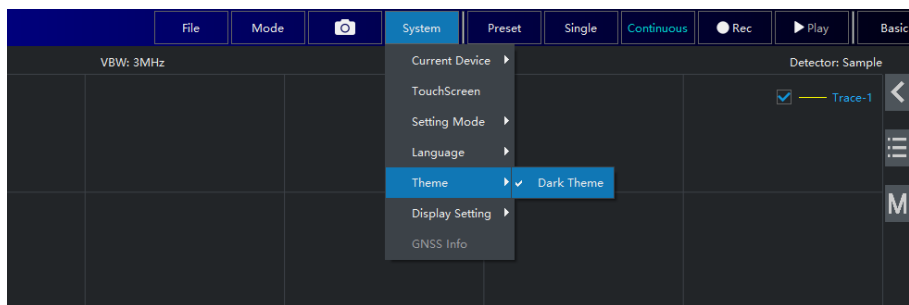 File Mode System Preset Single Continuous Rec Play Basic
VBW: 3MHz Detector: Sample
Current Device
TouchScreen
Trace-1
Setting Mode
Language
Theme Dark Theme
Display Setting
M
GNSS Info